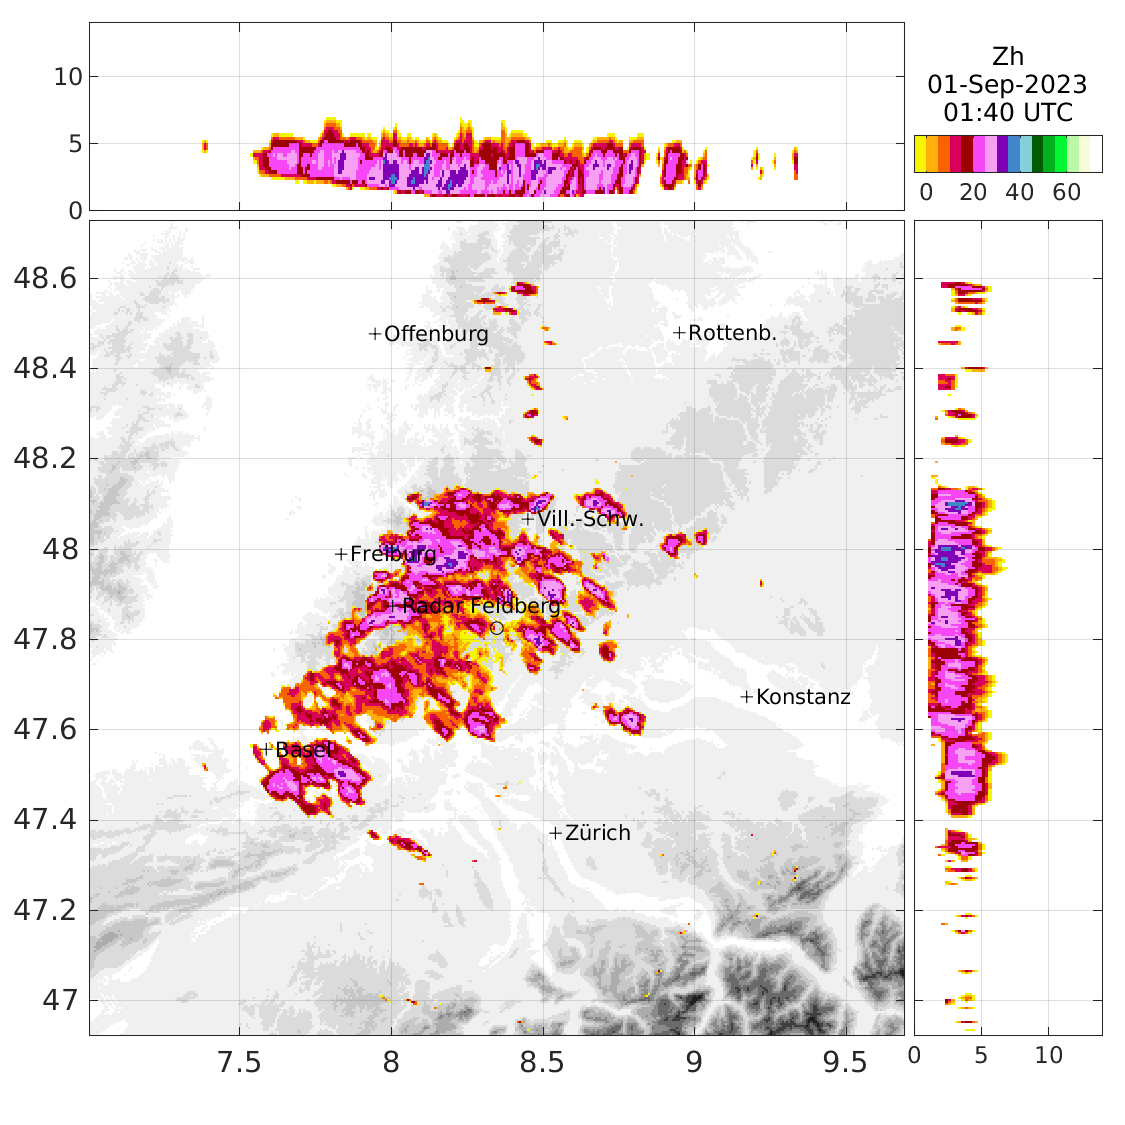 10
5
0
Zh
01-Sep-2023
01:40 UTC
0 20 40 60
48.6
48.4
48.2
48
47.8
47.6
47.4
47.2
47
+Offenburg
+Rottenb.
+Vill.-Schw.
+Freiburg
+Radar Feldberg
+Konstanz
+Basel
+Zürich
7.5 8 8.5 9 9.5
0 5 10